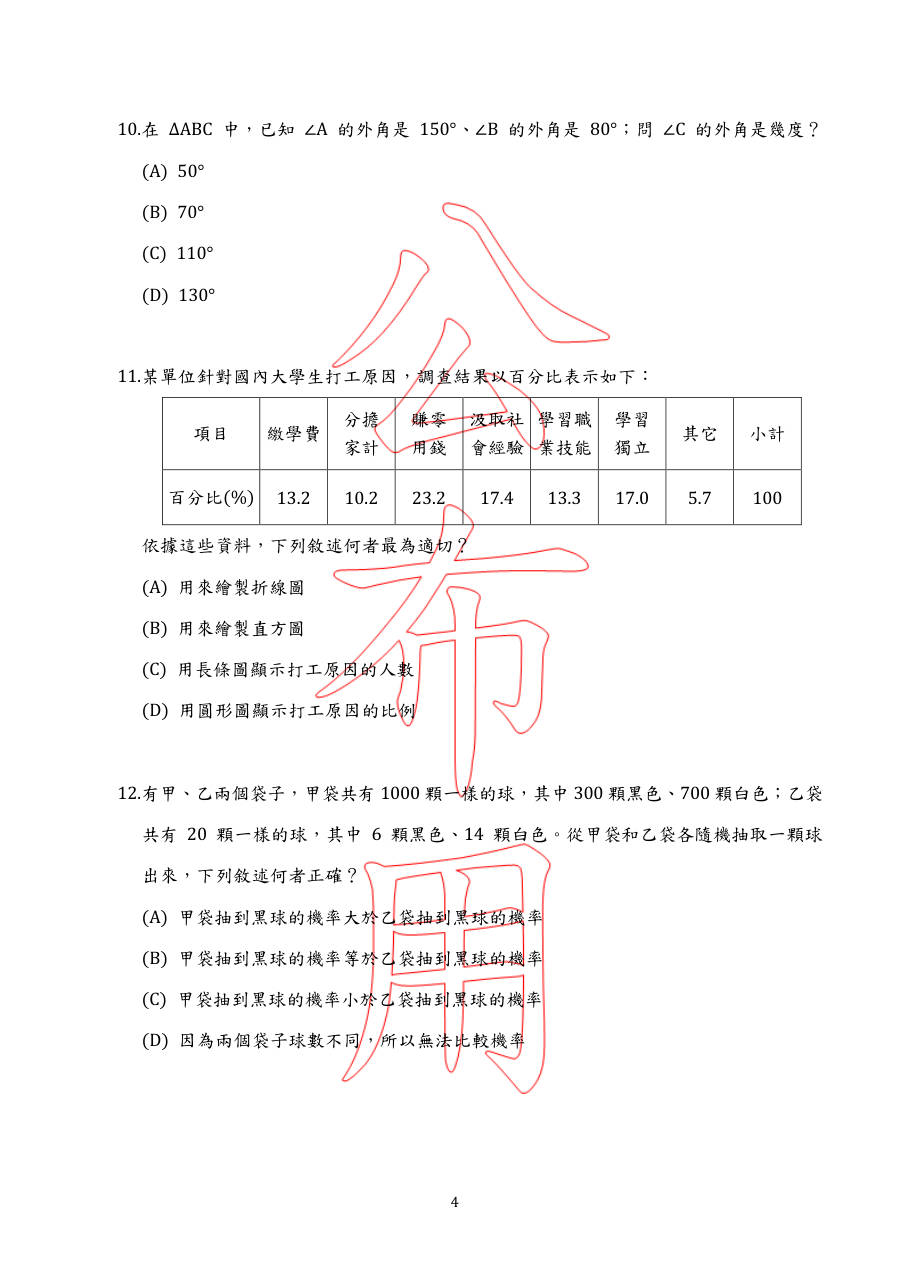 10.在 ΔABC 中，已知 ∠A 的外角是 150°、∠B 的外角是 80°；問 ∠C 的外角是幾度？
(A) 50°
(B) 70°
(C) 110°
(D) 130°
11.某單位針對國內大學生打工原因，調查結果以百分比表示如下：
項目 繳學費 分擔家計 賺零用錢 汲取社會經驗 學習職業技能 學習獨立 其它 小計
百分比(%) 13.2 10.2 23.2 17.4 13.3 17.0 5.7 100
依據這些資料，下列敘述何者最為適切？
(A) 用來繪製折線圖
(B) 用來繪製直方圖
(C) 用長條圖顯示打工原因的人數
(D) 用圓形圖顯示打工原因的比例
12.有甲、乙兩個袋子，甲袋共有 1000 顆一樣的球，其中 300 顆黑色、700 顆白色；乙袋
共有 20 顆一樣的球，其中 6 顆黑色、14 顆白色。從甲袋和乙袋各隨機抽取一顆球
出來，下列敘述何者正確？
(A) 甲袋抽到黑球的機率大於乙袋抽到黑球的機率
(B) 甲袋抽到黑球的機率等於乙袋抽到黑球的機率
(C) 甲袋抽到黑球的機率小於乙袋抽到黑球的機率
(D) 因為兩個袋子球數不同，所以無法比較機率
公布用
4